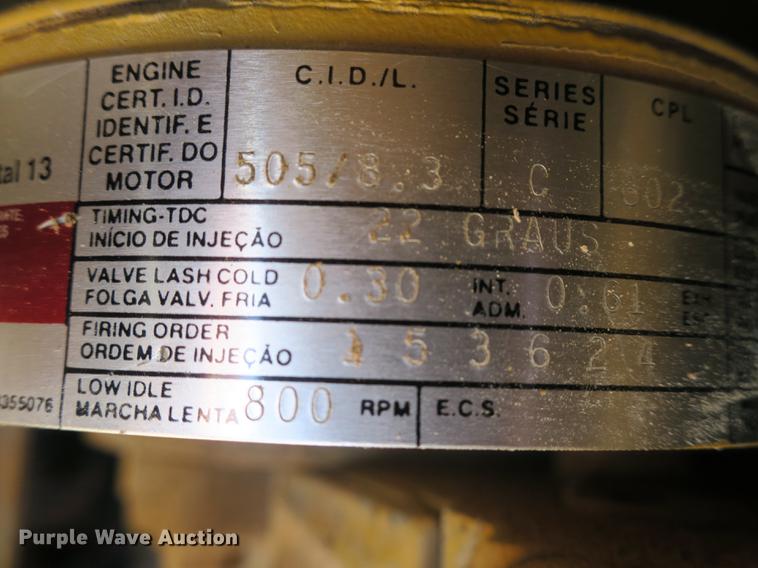 ENGINE
CERT. I.D.
IDENTIF. E
CERTIF. DO
MOTOR
C.I.D./L.
505/8.3
SERIES
SÉRIE
C
CPL
602
tal 13
TIMING-TDC
INÍCIO DE INJEÇÃO
22 GRAUS
VALVE LASH COLD
FOLGA VALV. FRIA
0.30
INT.
ADM.
0.61
FIRING ORDER
ORDEM DE INJEÇÃO
1 5 3 6 2 4
LOW IDLE
MARCHA LENTA
800 RPM
E.C.S.
3355076
Purple Wave Auction